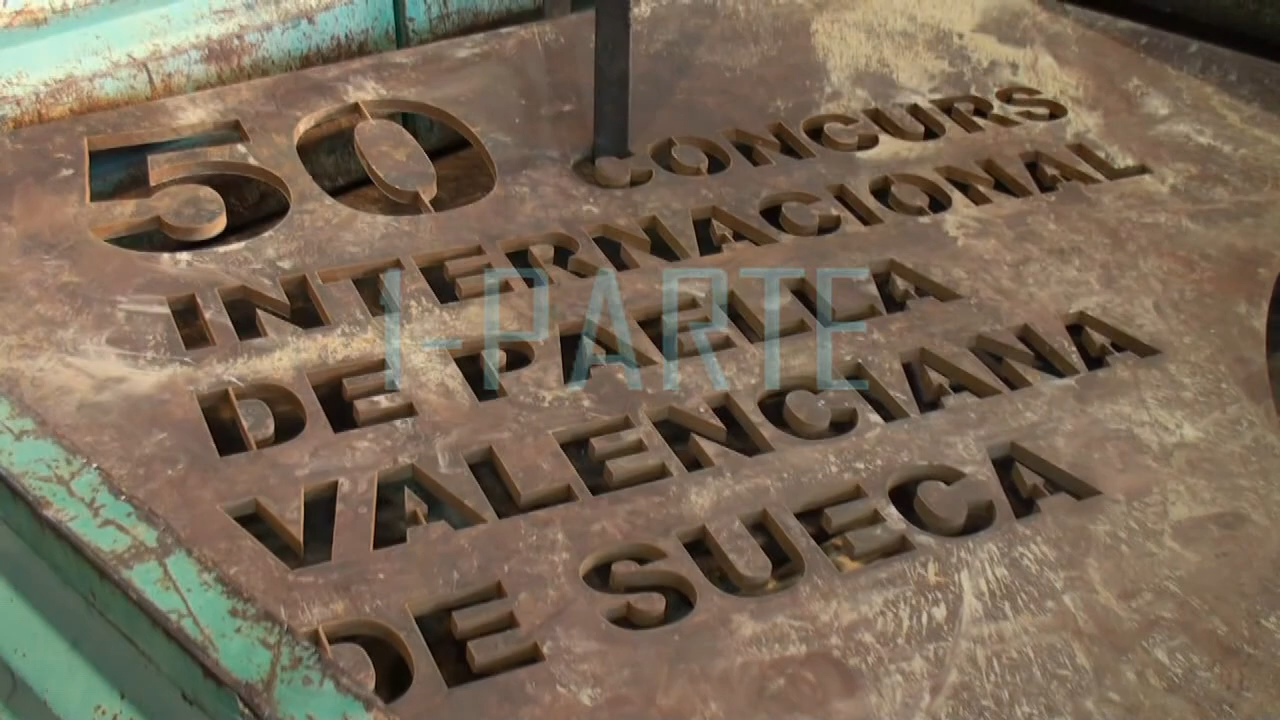 50 CONCURS
INTERNACIONAL
DE PAELLA
VALENCIANA
DE SUECA
I-PARTE